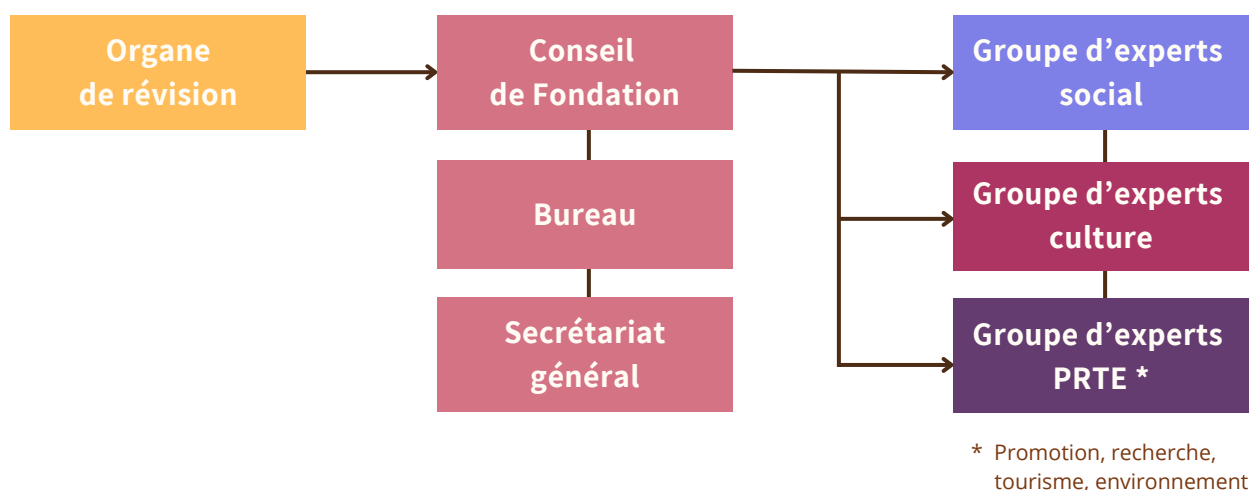 Organe
de révision
Conseil
de Fondation
Bureau
Secrétariat
général
Groupe d’experts
social
Groupe d’experts
culture
Groupe d’experts
PRTE *
* Promotion, recherche,
tourisme, environnement